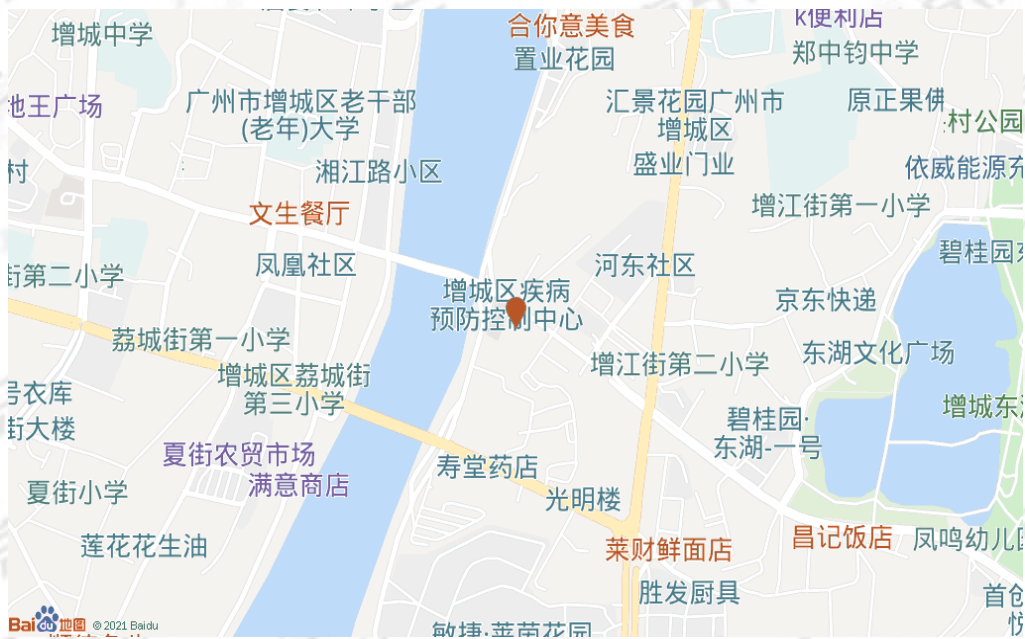 合你意美食
k便利店
增城中学
置业花园
郑中钧中学
地王广场
广州市增城区老干部
(老年)大学
汇景花园广州市
增城区
原正果佛
村公园
盛业门业
湘江路小区
依威能源充
村
文生餐厅
增江街第一小学
凤凰社区
河东社区
碧桂园东
街第二小学
增城区疾病
预防控制中心
京东快递
荔城街第一小学
增江街第二小学
东湖文化广场
增城区荔城街
第三小学
号衣库
街大楼
碧桂园·
东湖-一号
增城东湖
夏街农贸市场
满意商店
寿堂药店
夏街小学
光明楼
莲花花生油
莱财鲜面店
昌记饭店
凤鸣幼儿园
胜发厨具
首创
悦
Bai du 地图 © 2021 Baidu
敏捷·莱茵花园